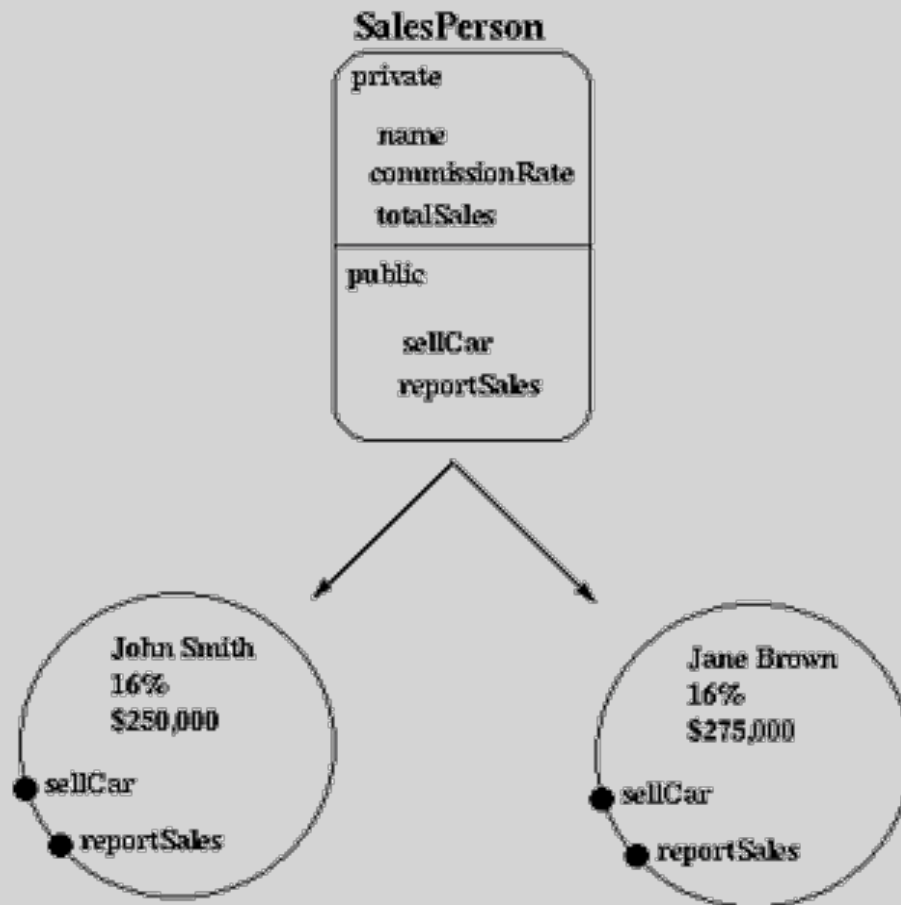 SalesPerson
private
name
commissionRate
totalSales
public
sellCar
reportSales
John Smith
16%
$250,000
sellCar
reportSales
Jane Brown
16%
$275,000
sellCar
reportSales